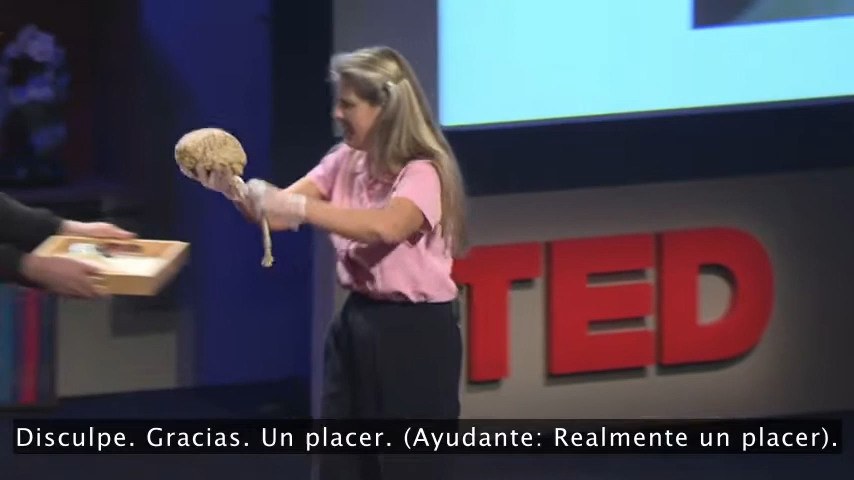 TED
Disculpe. Gracias. Un placer. (Ayudante: Realmente un placer).